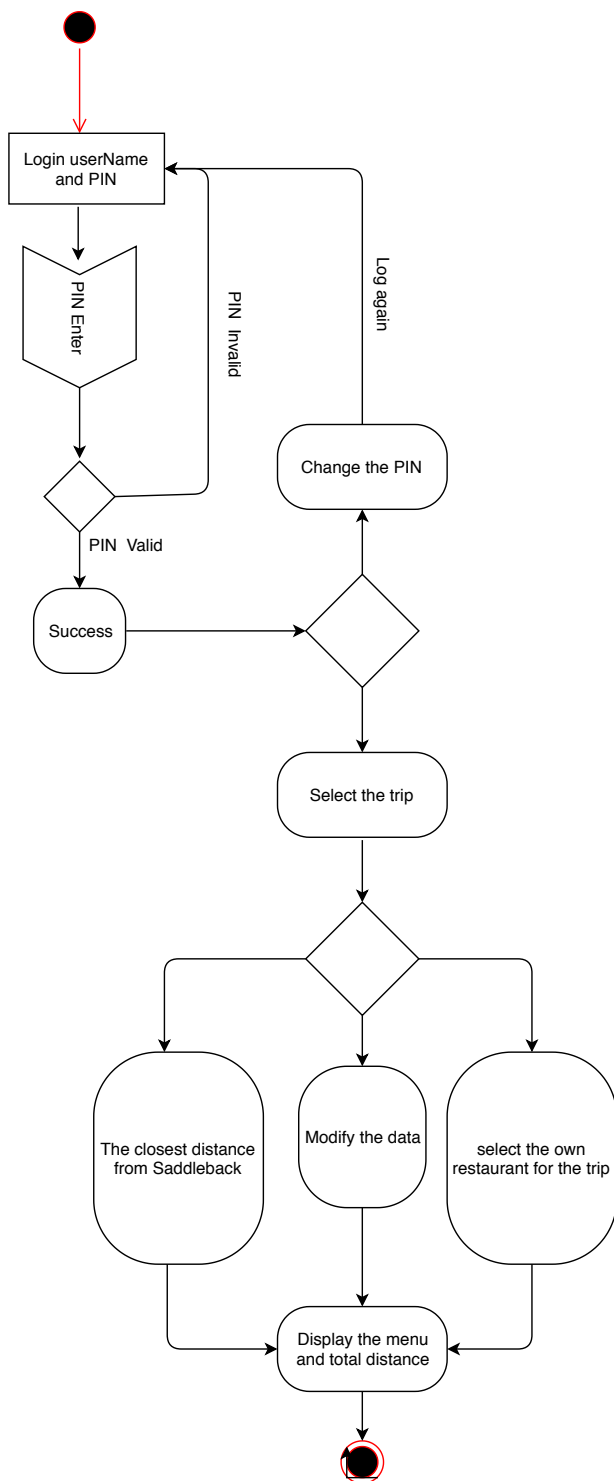 Login userName
and PIN
PIN Enter
PIN  Invalid
Log again
Change the PIN
PIN  Valid
Success
Select the trip
The closest distance
from Saddleback
Modify the data
select the own
restaurant for the trip
Display the menu
and total distance